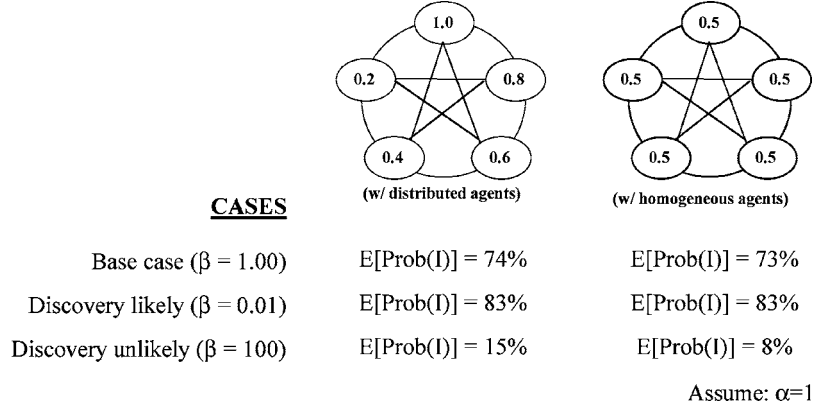 1.0
0.5
0.2
0.8
0.5
0.5
0.4
0.6
0.5
0.5
(w/ distributed agents)
(w/ homogeneous agents)
CASES
Base case (β = 1.00) E[Prob(I)] = 74% E[Prob(I)] = 73%
Discovery likely (β = 0.01) E[Prob(I)] = 83% E[Prob(I)] = 83%
Discovery unlikely (β = 100) E[Prob(I)] = 15% E[Prob(I)] = 8%
Assume: α=1